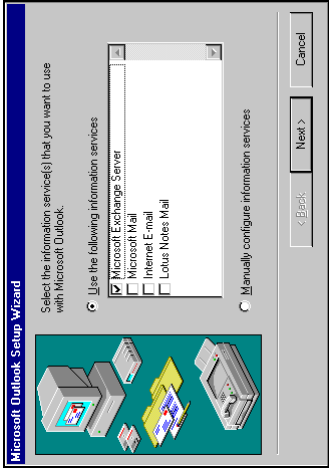 Microsoft Outlook Setup Wizard
Select the information service(s) that you want to use
with Microsoft Outlook.
Use the following information services
Microsoft Exchange Server
Microsoft Mail
Internet E-mail
Lotus Notes Mail
Manually configure information services
< Back
Next >
Cancel